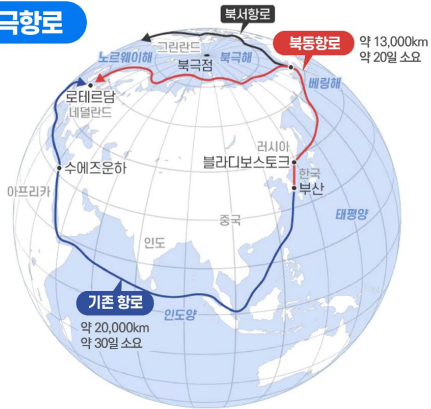 극항로
북서항로
북동항로
약 13,000km
약 20일 소요
그린란드
노르웨이해
북극해
북극점
베링해
로테르담
네덜란드
러시아
블라디보스토크
수에즈운하
한국
부산
아프리카
중국
태평양
인도
기존 항로
인도양
약 20,000km
약 30일 소요